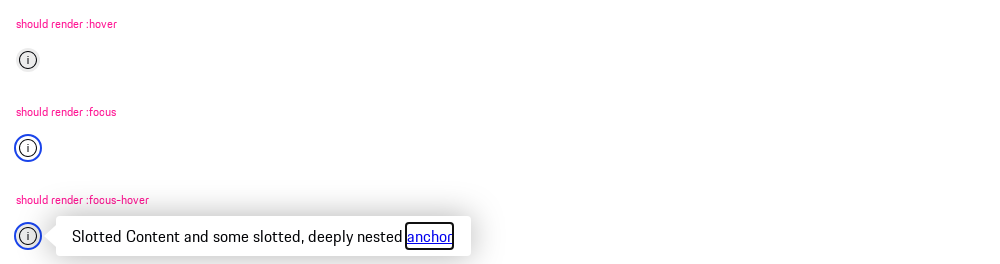 should render :hover
i
should render :focus
i
should render :focus-hover
i
Slotted Content and some slotted, deeply nested anchor